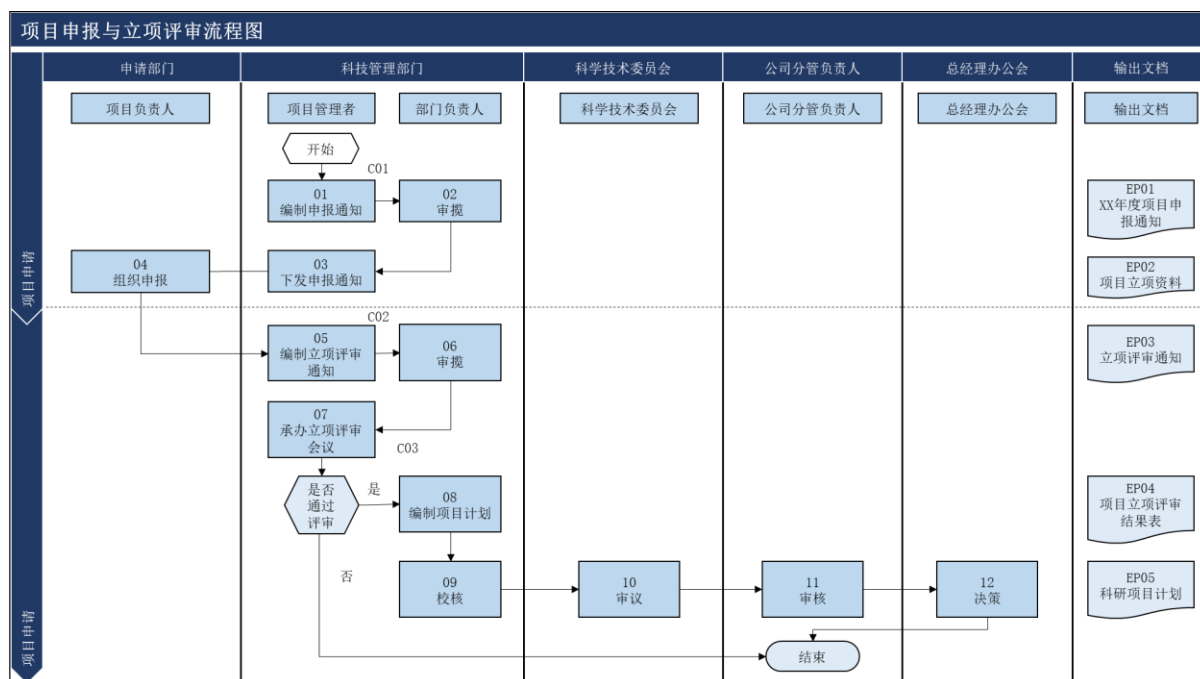 项目申报与立项评审流程图
申请部门
科技管理部门
科学技术委员会
公司分管负责人
总经理办公会
输出文档
项目负责人
项目管理者
部门负责人
科学技术委员会
公司分管负责人
总经理办公会
输出文档
开始
C01
01
编制申报通知
02
审揽
EP01
XX年度项目申
报通知
项目申请
04
组织申报
03
下发申报通知
EP02
项目立项资料
C02
05
编制立项评审
通知
06
审揽
EP03
立项评审通知
07
承办立项评审
会议
C03
是否
通过
评审
是
08
编制项目计划
EP04
项目立项评审
结果表
否
09
校核
10
审议
11
审核
12
决策
EP05
科研项目计划
项目申请
结束